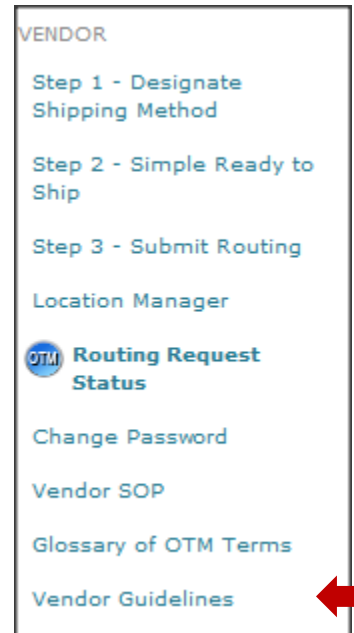 VENDOR
Step 1 - Designate
Shipping Method
Step 2 - Simple Ready to
Ship
Step 3 - Submit Routing
Location Manager
OTM Routing Request
Status
Change Password
Vendor SOP
Glossary of OTM Terms
Vendor Guidelines